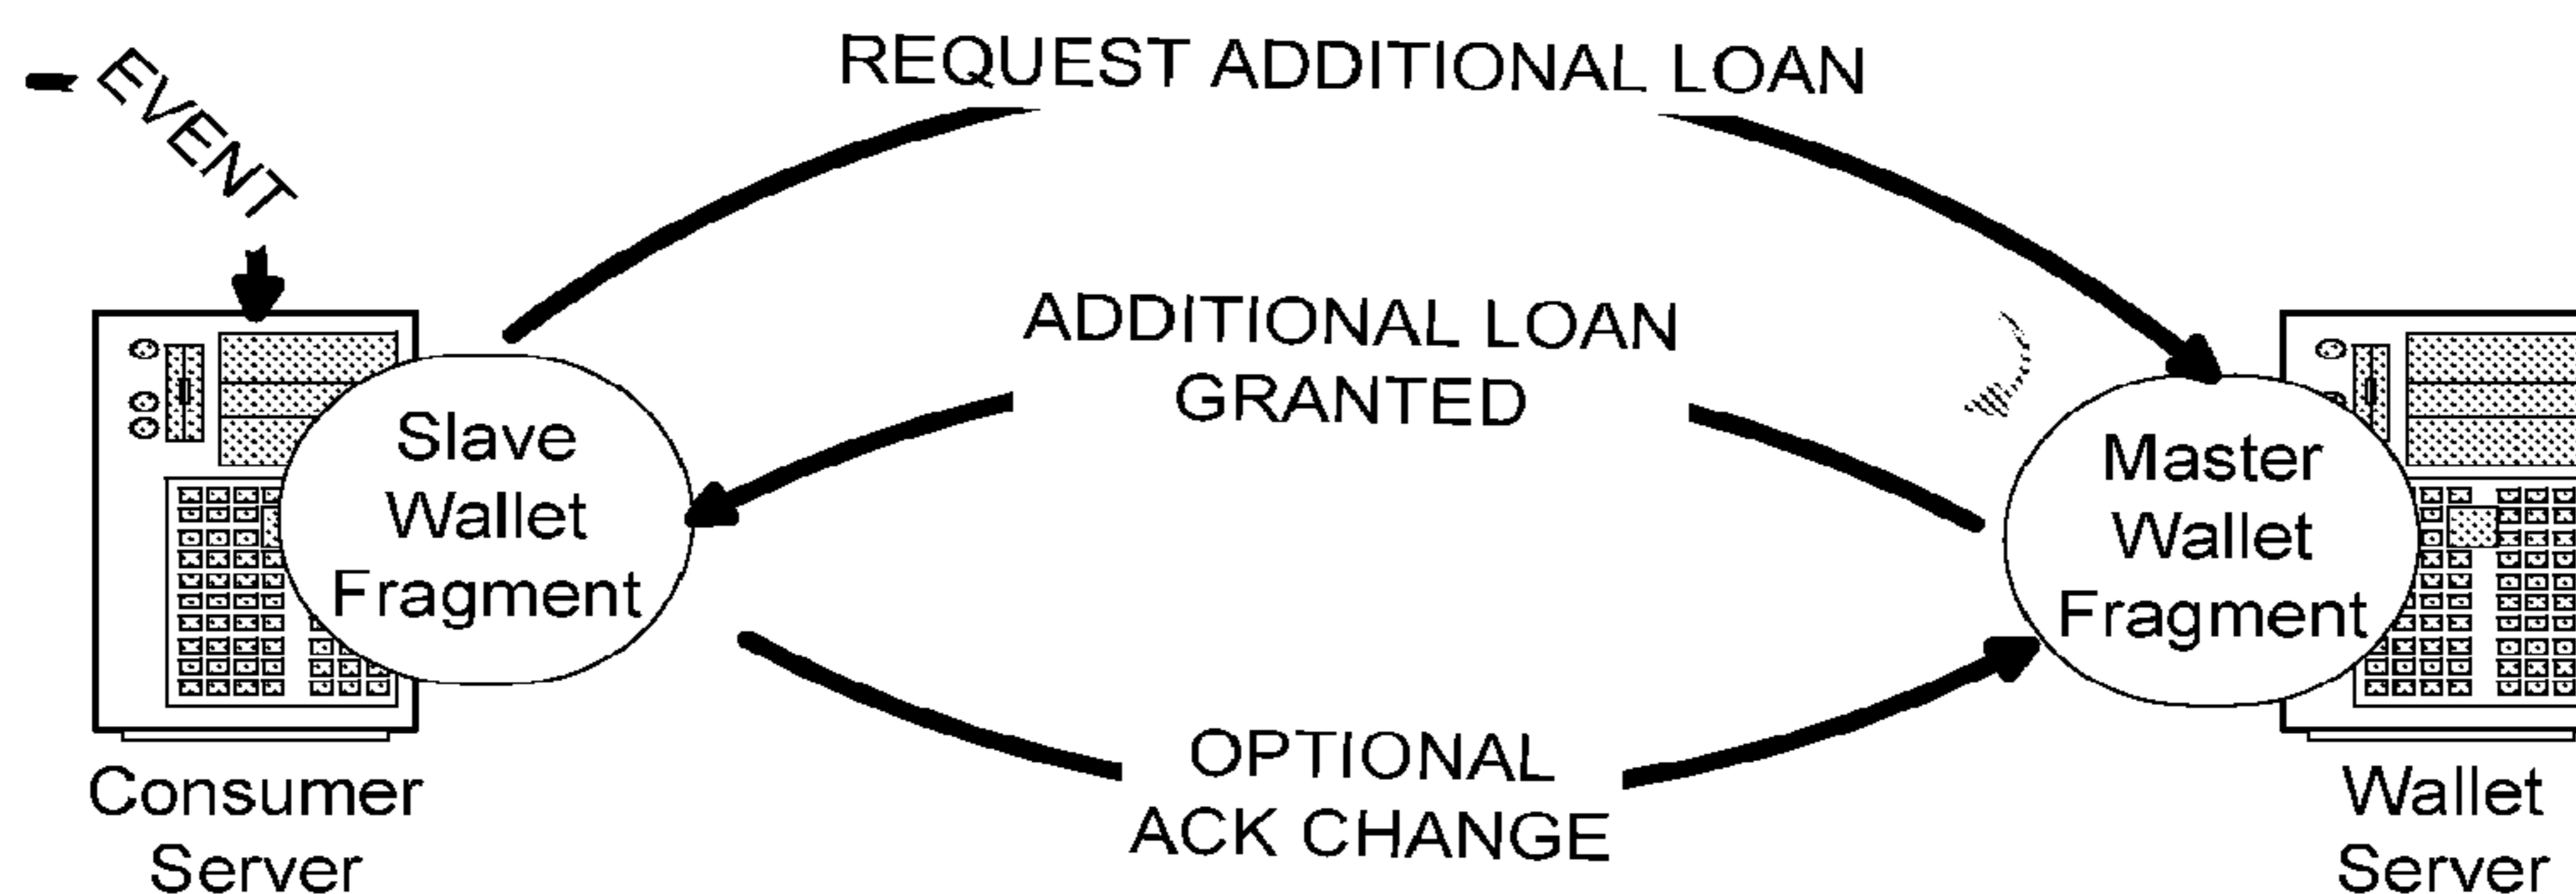 EVENT
REQUEST ADDITIONAL LOAN
ADDITIONAL LOAN
GRANTED
Slave
Wallet
Fragment
Master
Wallet
Fragment
OPTIONAL
ACK CHANGE
Consumer
Server
Wallet
Server